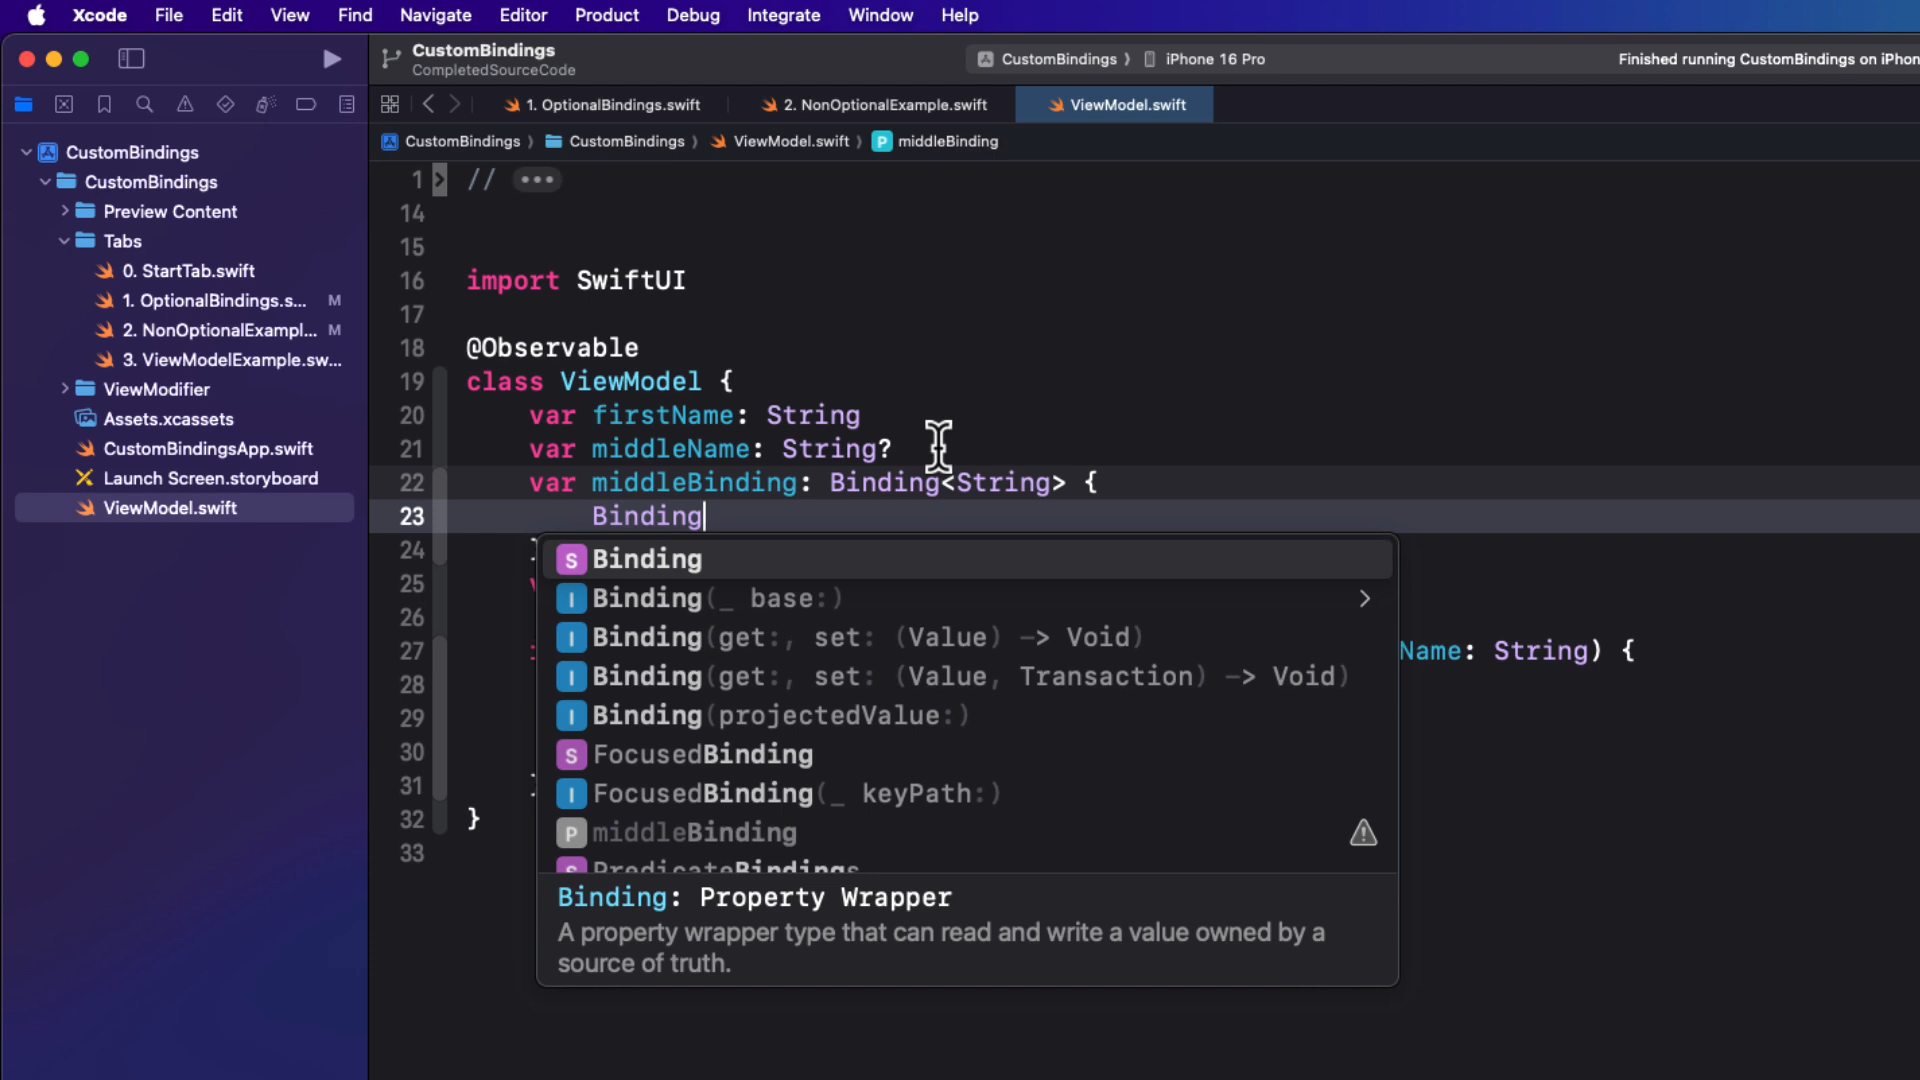 Xcode File Edit View Find Navigate Editor Product Debug Integrate Window Help
CustomBindings
CompletedSourceCode
CustomBindings iPhone 16 Pro
Finished running CustomBindings on
1. OptionalBindings.swift
2. NonOptionalExample.swift
ViewModel.swift
CustomBindings CustomBindings ViewModel.swift P middleBinding
CustomBindings
CustomBindings
Preview Content
Tabs
0. StartTab.swift
1. OptionalBindings.s... M
2. NonOptionalExampl... M
3. ViewModelExample.sw...
ViewModifier
Assets.xcassets
CustomBindingsApp.swift
Launch Screen.storyboard
ViewModel.swift
1 // •••
14
15
16 import SwiftUI
17
18 @Observable
19 class ViewModel {
20 var firstName: String
21 var middleName: String?
22 var middleBinding: Binding<String> {
23 Binding
24
25
26
27 Name: String) {
28
29
30
31
32 }
33
S Binding
I Binding(_ base:)
I Binding(get:, set: (Value) -> Void)
I Binding(get:, set: (Value, Transaction) -> Void)
I Binding(projectedValue:)
S FocusedBinding
I FocusedBinding(_ keyPath:)
P middleBinding
S PredicateBindings
Binding: Property Wrapper
A property wrapper type that can read and write a value owned by a
source of truth.